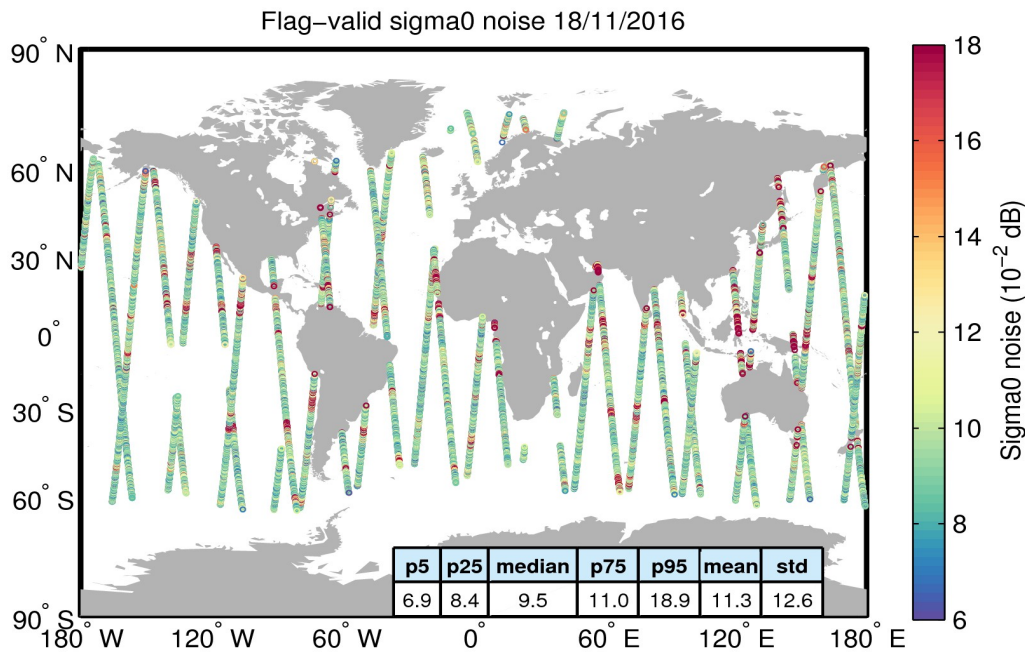 Flag−valid sigma0 noise 18/11/2016
90° N
60° N
30° N
0°
30° S
60° S
90° S
180° W
120° W
60° W
0°
60° E
120° E
180° E
p5 p25 median p75 p95 mean std
6.9 8.4 9.5 11.0 18.9 11.3 12.6
18
16
14
12
10
8
6
Sigma0 noise (10⁻² dB)